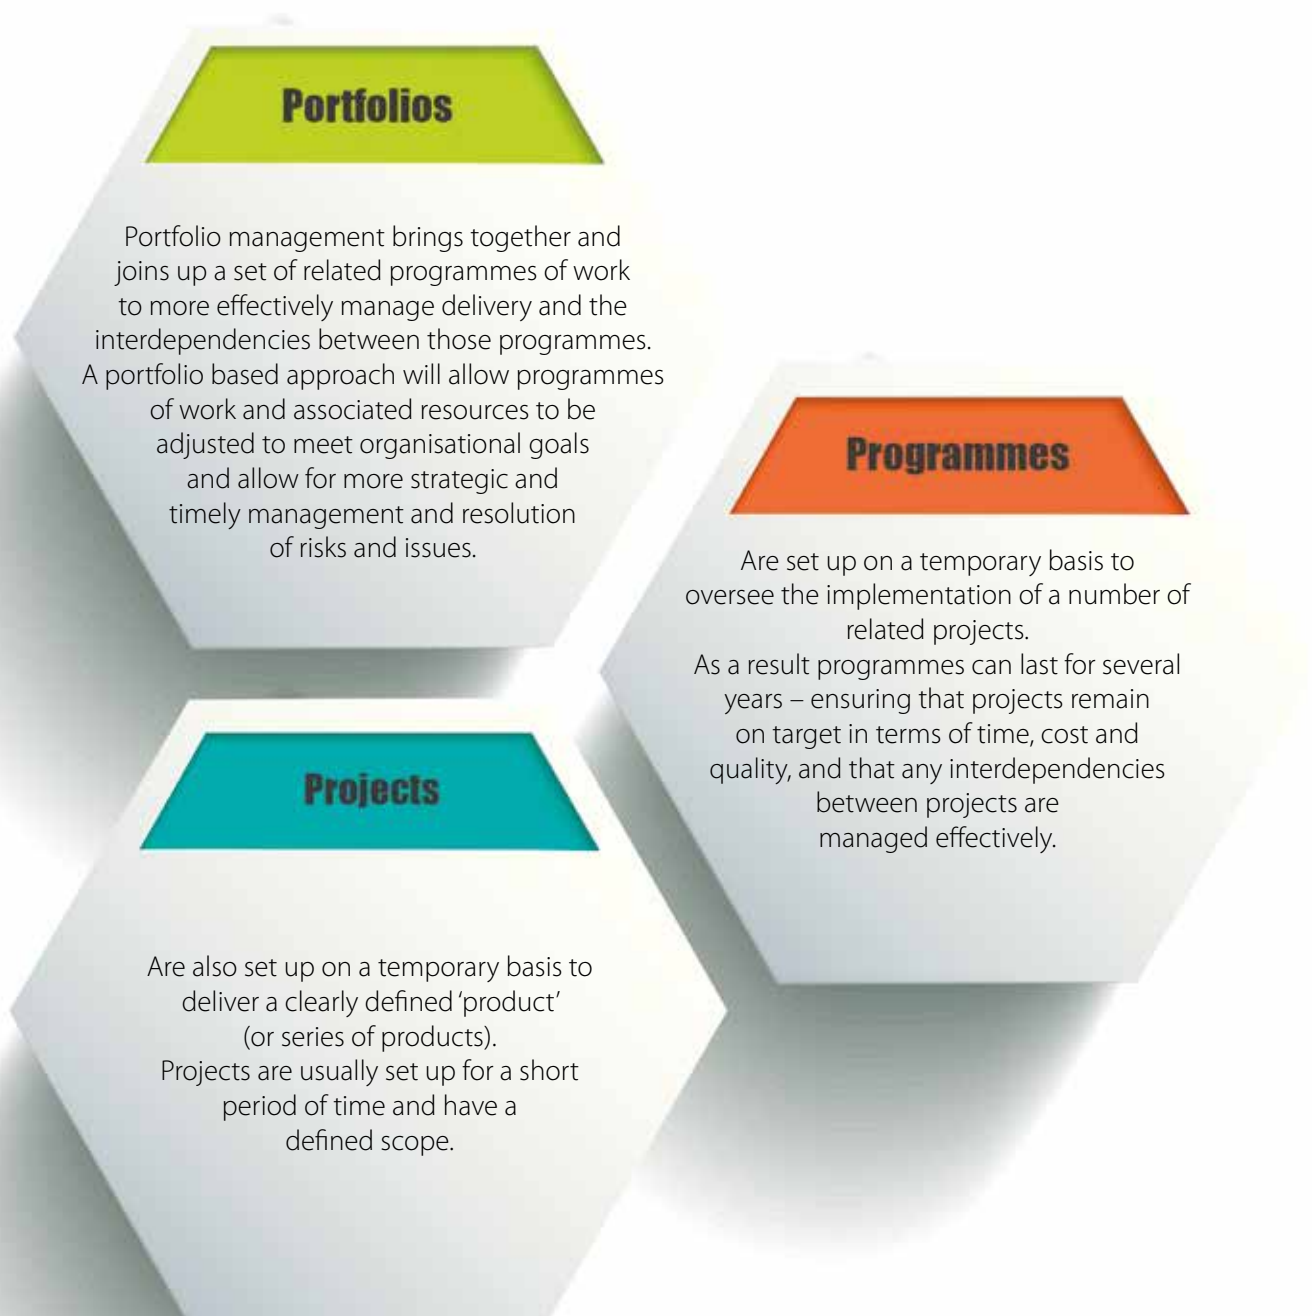 Portfolios
Portfolio management brings together and
joins up a set of related programmes of work
to more effectively manage delivery and the
interdependencies between those programmes.
A portfolio based approach will allow programmes
of work and associated resources to be
adjusted to meet organisational goals
and allow for more strategic and
timely management and resolution
of risks and issues.
Programmes
Are set up on a temporary basis to
oversee the implementation of a number of
related projects.
As a result programmes can last for several
years – ensuring that projects remain
on target in terms of time, cost and
quality, and that any interdependencies
between projects are
managed effectively.
Projects
Are also set up on a temporary basis to
deliver a clearly defined ‘product’
(or series of products).
Projects are usually set up for a short
period of time and have a
defined scope.